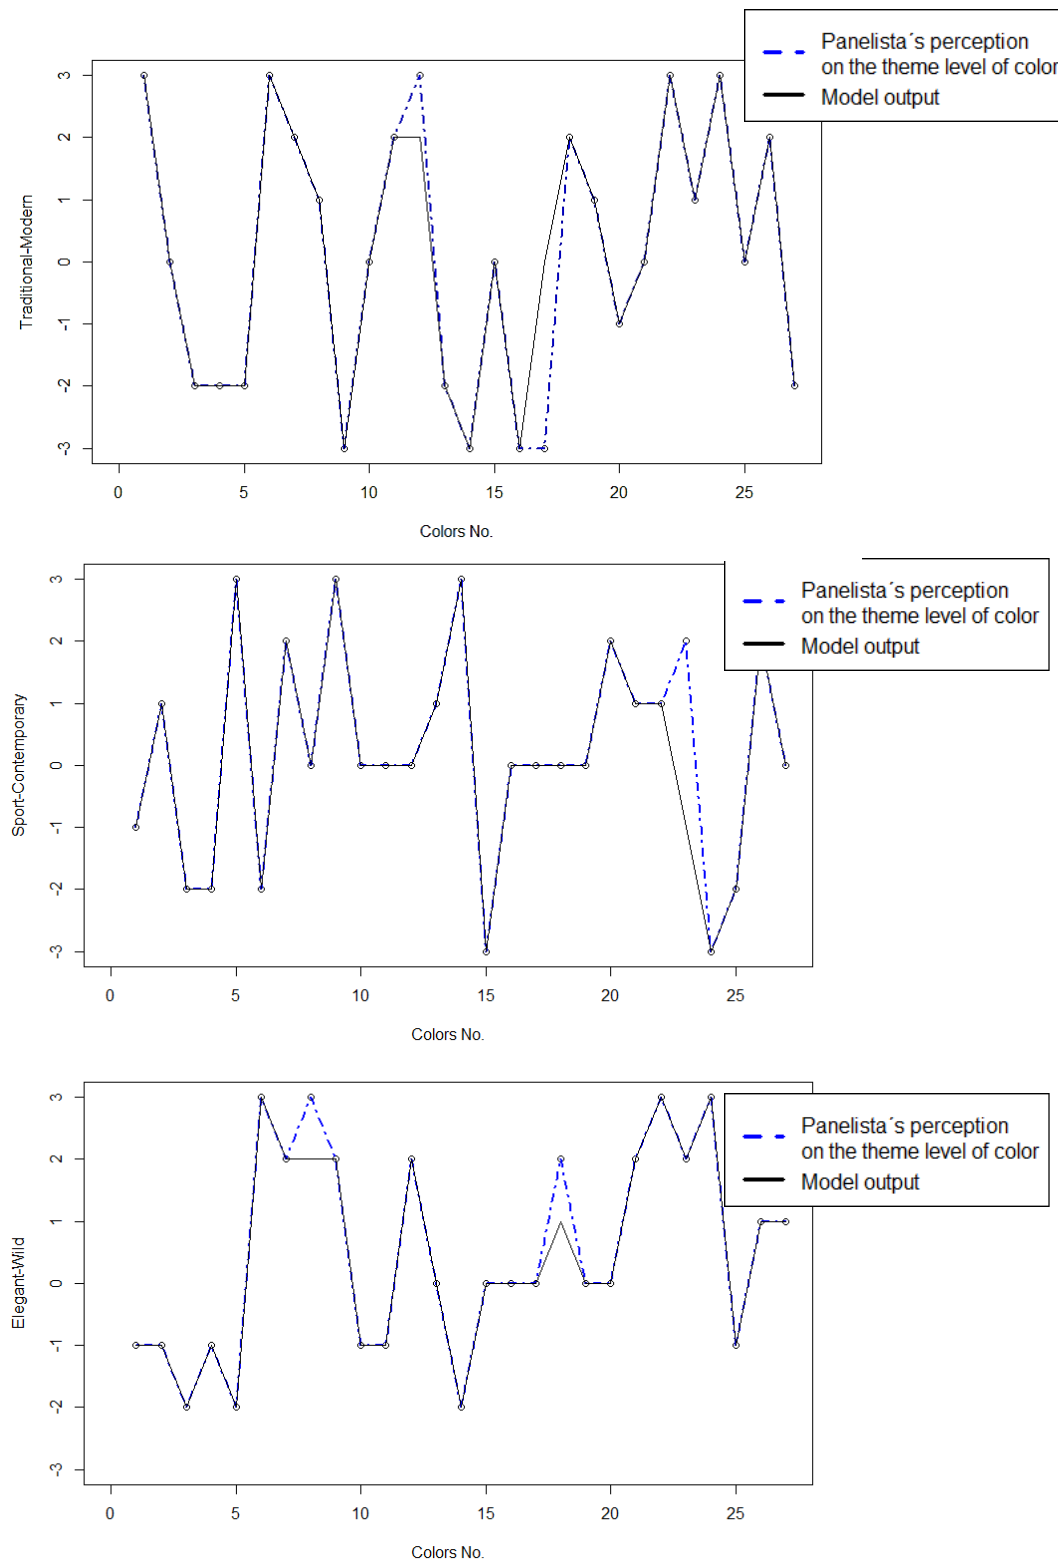 Panelista´s perception
on the theme level of color
Model output
3
2
1
0
-1
-2
-3
Traditional-Modern
0 5 10 15 20 25
Colors No.
Panelista´s perception
on the theme level of color
Model output
3
2
1
0
-1
-2
-3
Sport-Contemporary
0 5 10 15 20 25
Colors No.
Panelista´s perception
on the theme level of color
Model output
3
2
1
0
-1
-2
-3
Elegant-Wild
0 5 10 15 20 25
Colors No.